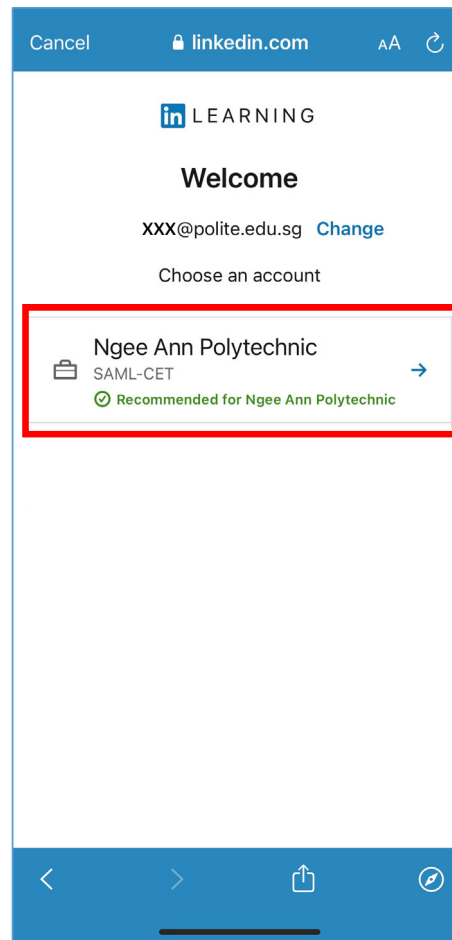 Cancel linkedin.com AA
in LEARNING
Welcome
XXX@polite.edu.sg Change
Choose an account
Ngee Ann Polytechnic
SAML-CET
Recommended for Ngee Ann Polytechnic